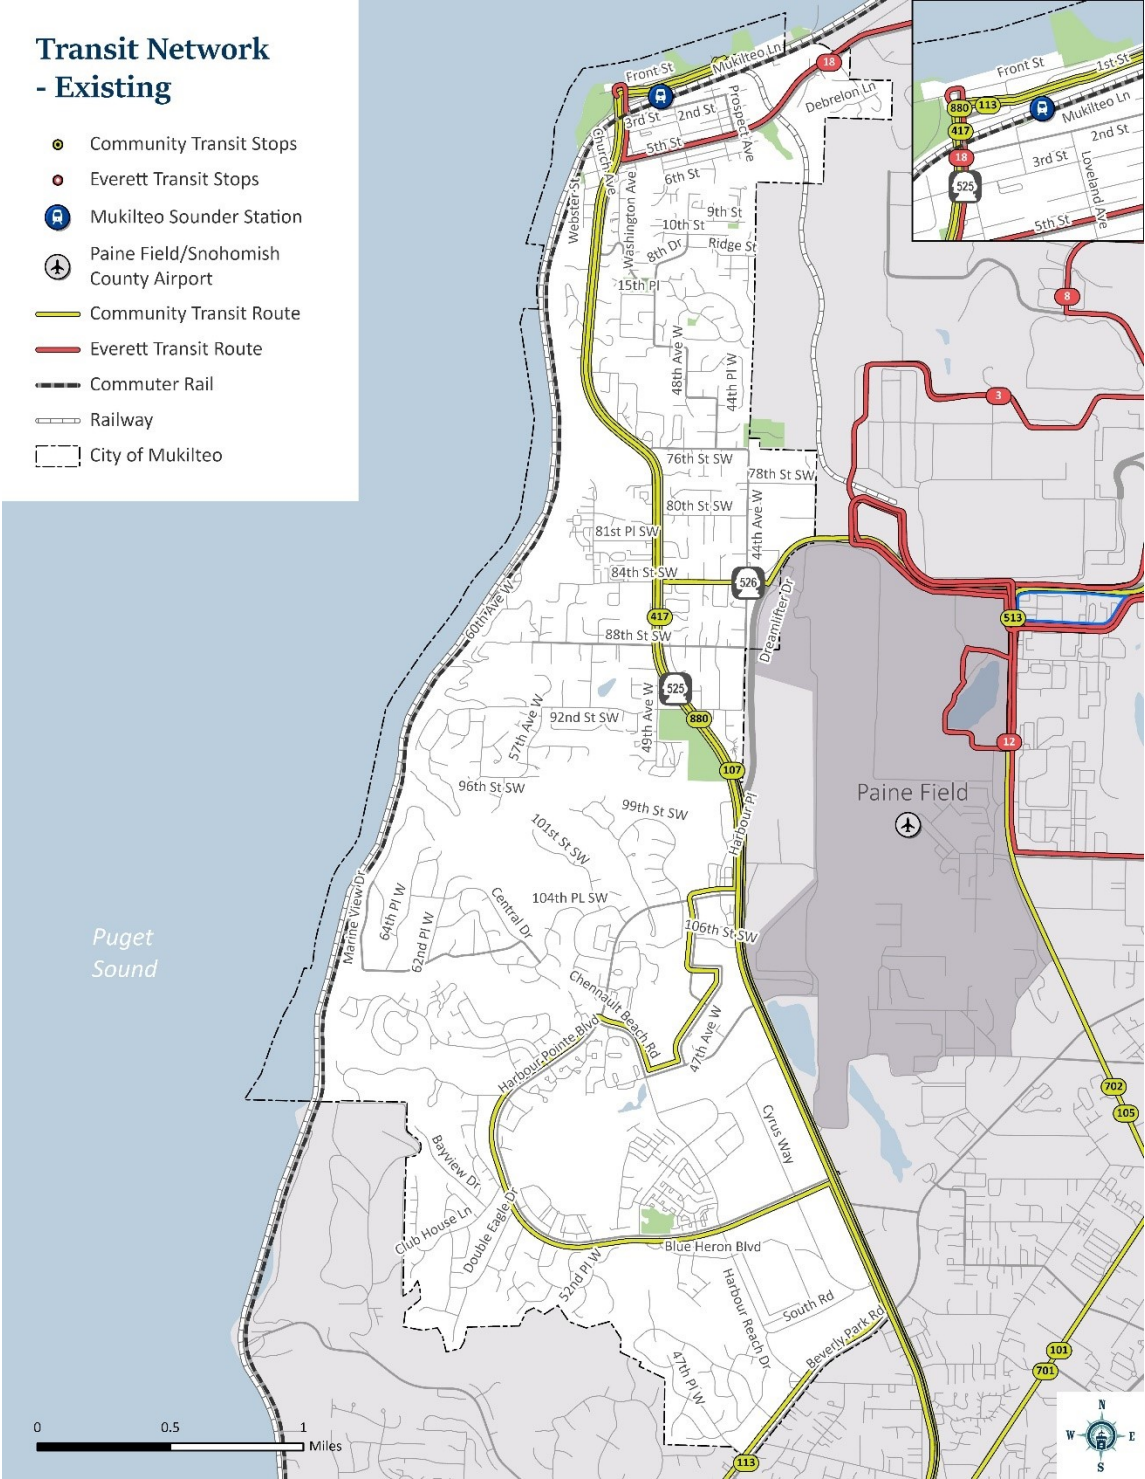 Transit Network
- Existing
Community Transit Stops
Everett Transit Stops
Mukilteo Sounder Station
Paine Field/Snohomish
County Airport
Community Transit Route
Everett Transit Route
Commuter Rail
Railway
City of Mukilteo
Front St
Mukilteo Ln
18
Debrelon Ln
3rd St
2nd St
Prospect Ave
5th St
Church Ave
6th St
Webster St
Washington Ave
9th St
10th St
8th Dr
Ridge St
15th Pl
48th Ave W
44th Pl W
76th St SW
78th St SW
80th St SW
44th Ave W
81st Pl SW
84th St SW
526
Dreamlifter Dr
60th Ave W
417
88th St SW
525
57th Ave W
92nd St SW
49th Ave W
880
107
96th St SW
99th St SW
Harbour Pl
101st St SW
104th PL SW
Central Dr
106th St SW
Marine View Dr
64th Pl W
62nd Pl W
Chennault Beach Rd
Harbour Pointe Blvd
47th Ave W
Cyrus Way
Bayview Dr
Club House Ln
Double Eagle Dr
52nd Pl W
Blue Heron Blvd
Harbour Reach Dr
South Rd
Beverly Park Rd
47th Pl W
113
Front St
1st St
880
113
Mukilteo Ln
417
2nd St
18
3rd St
525
Loveland Ave
5th St
8
3
513
12
Paine Field
702
105
101
701
Puget
Sound
0
0.5
1
Miles
N
W
E
S